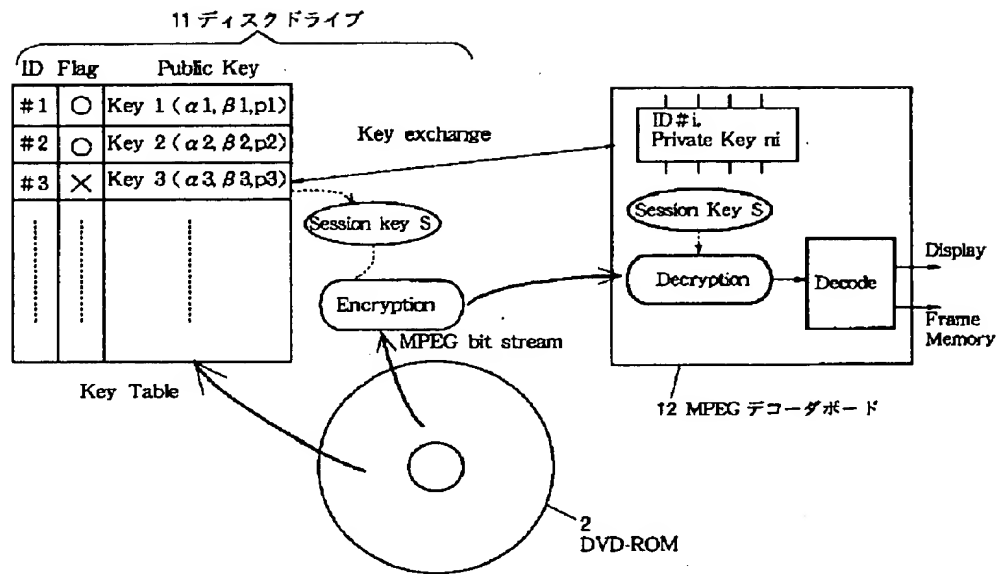 11 ディスクドライブ
ID Flag Public Key
#1 ○ Key 1 (α1, β1,p1)
#2 ○ Key 2 (α2, β2,p2)
#3 × Key 3 (α3, β3,p3)
Key Table
Key exchange
Session key S
Encryption
MPEG bit stream
ID#i,
Private Key ni
Session Key S
Decryption
Decode
Display
Frame
Memory
12 MPEG デコーダボード
2
DVD-ROM